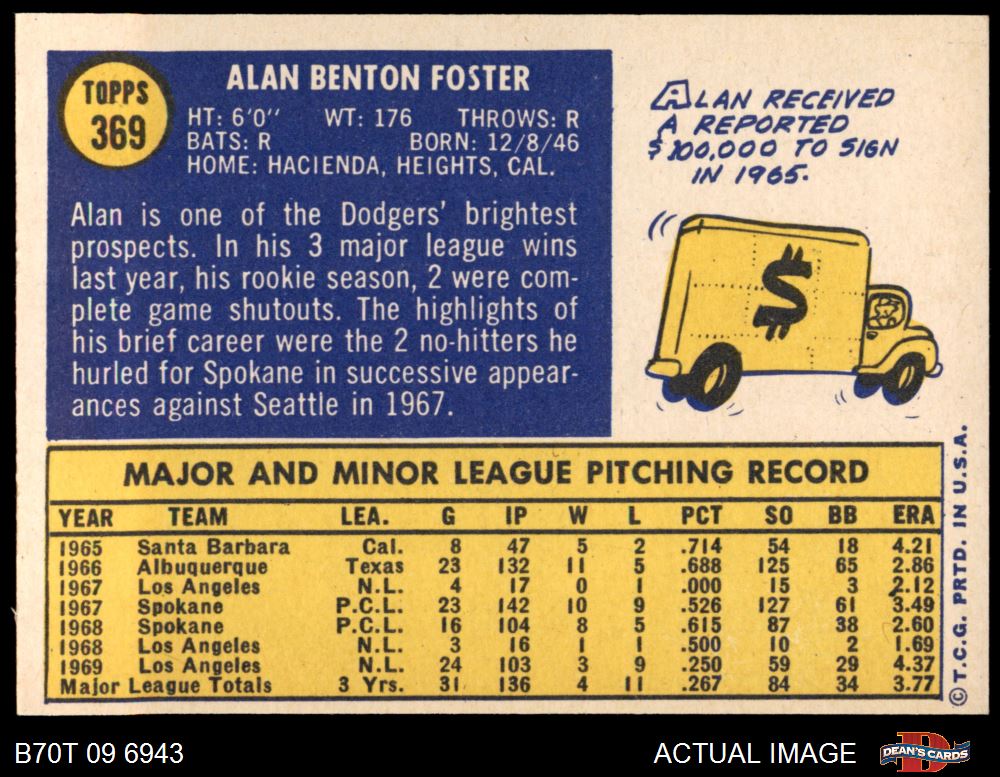 TOPPS
369
ALAN BENTON FOSTER
HT: 6'0" WT: 176 THROWS: R
BATS: R BORN: 12/8/46
HOME: HACIENDA, HEIGHTS, CAL.
Alan is one of the Dodgers' brightest
prospects. In his 3 major league wins
last year, his rookie season, 2 were com-
plete game shutouts. The highlights of
his brief career were the 2 no-hitters he
hurled for Spokane in successive appear-
ances against Seattle in 1967.
ALAN RECEIVED
A REPORTED
$100,000 TO SIGN
IN 1965.
$
MAJOR AND MINOR LEAGUE PITCHING RECORD
YEAR TEAM LEA. G IP W L PCT SO BB ERA
1965 Santa Barbara Cal. 8 47 5 2 .714 54 18 4.21
1966 Albuquerque Texas 23 132 11 5 .688 125 65 2.86
1967 Los Angeles N.L. 4 17 0 1 .000 15 3 2.12
1967 Spokane P.C.L. 23 142 10 9 .526 127 61 3.49
1968 Spokane P.C.L. 16 104 8 5 .615 87 38 2.60
1968 Los Angeles N.L. 3 16 1 1 .500 10 2 1.69
1969 Los Angeles N.L. 24 103 3 9 .250 59 29 4.37
Major League Totals 3 Yrs. 31 136 4 11 .267 84 34 3.77
© T.C.G. PRTD. IN U.S.A.
B70T 09 6943
ACTUAL IMAGE
D
DEAN'S CARDS